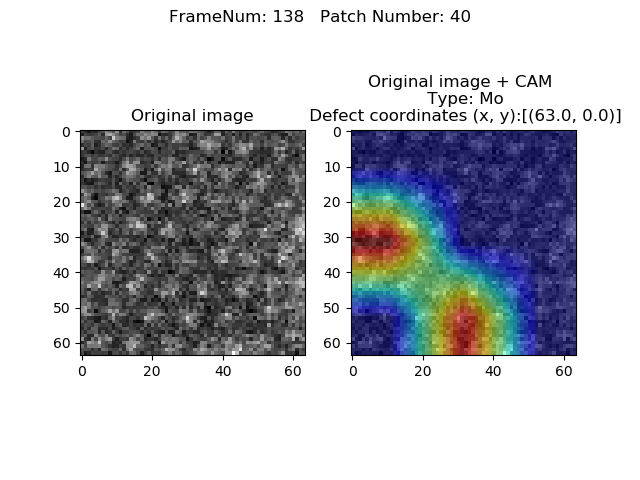 FrameNum: 138   Patch Number: 40
Original image
Original image + CAM
Type: Mo
Defect coordinates (x, y):[(63.0, 0.0)]
0
10
20
30
40
50
60
0 20 40 60
0
10
20
30
40
50
60
0 20 40 60